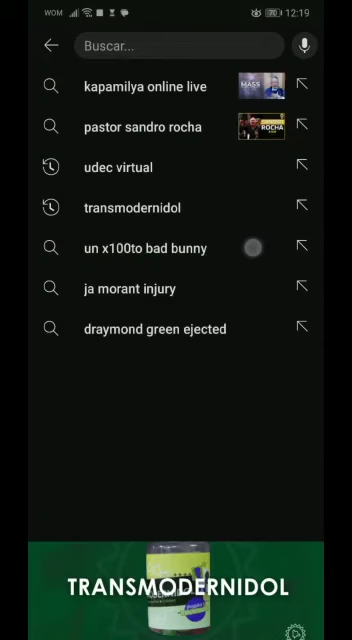 WOM 70 12:19
Buscar...
kapamilya online live
MASS
pastor sandro rocha
ROCHA
udec virtual
transmodernidol
un x100to bad bunny
ja morant injury
draymond green ejected
TRANSMODERNIDOL